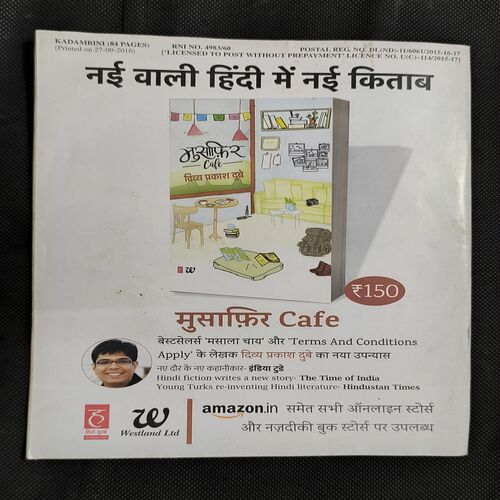 KADAMBINI (84 PAGES)
(Printed on 27-09-2016)
RNI NO. 4983/60
POSTAL REG. NO. DL(ND)-11/6061/2015-16-17
['LICENSED TO POST WITHOUT PREPAYMENT' LICENCE NO. U(C)-114/2015-17]
नई वाली हिंदी में नई किताब
मुसाफ़िर
Cafe
दिव्य प्रकाश दुबे
₹150
मुसाफ़िर Cafe
बेस्टसेलर्स 'मसाला चाय' और 'Terms And Conditions
Apply' के लेखक दिव्य प्रकाश दुबे का नया उपन्यास
नए दौर के नए कहानीकार- इंडिया टुडे
Hindi fiction writes a new story- The Time of India
Young Turks re-inventing Hindi literature- Hindustan Times
हिन्द युग्म
Westland Ltd
amazon.in समेत सभी ऑनलाइन स्टोर्स
और नज़दीकी बुक स्टोर्स पर उपलब्ध